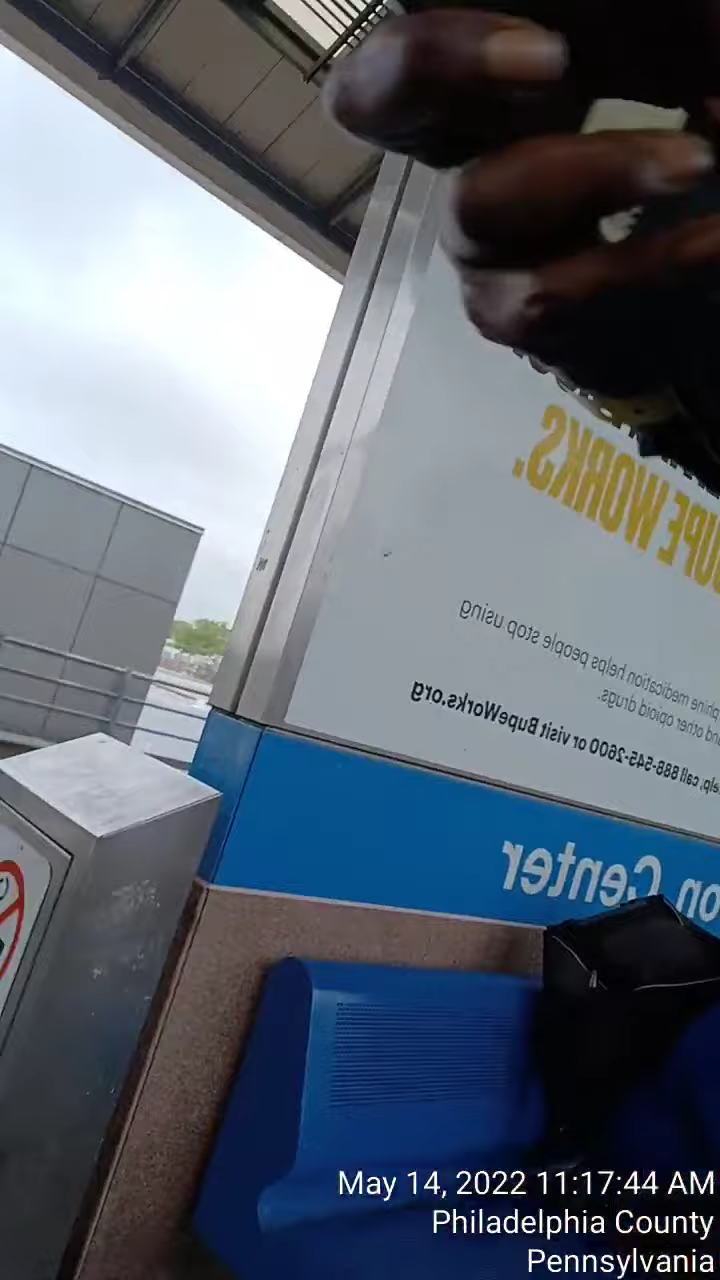 UPE WORKS.
phine medication helps people stop using
and other opioid drugs.
elp, call 888-545-2600 or visit BupeWorks.org
on Center
May 14, 2022 11:17:44 AM
Philadelphia County
Pennsylvania